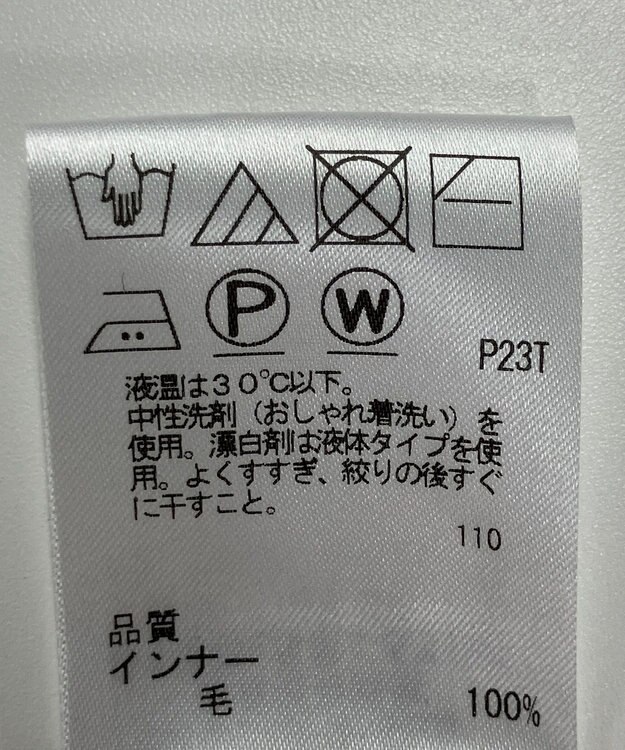 P W
P23T
液温は30℃以下。
中性洗剤（おしゃれ着洗い）を
使用。漂白剤は液体タイプを使
用。よくすすぎ、絞りの後すぐ
に干すこと。
110
品質
インナー
毛 100%